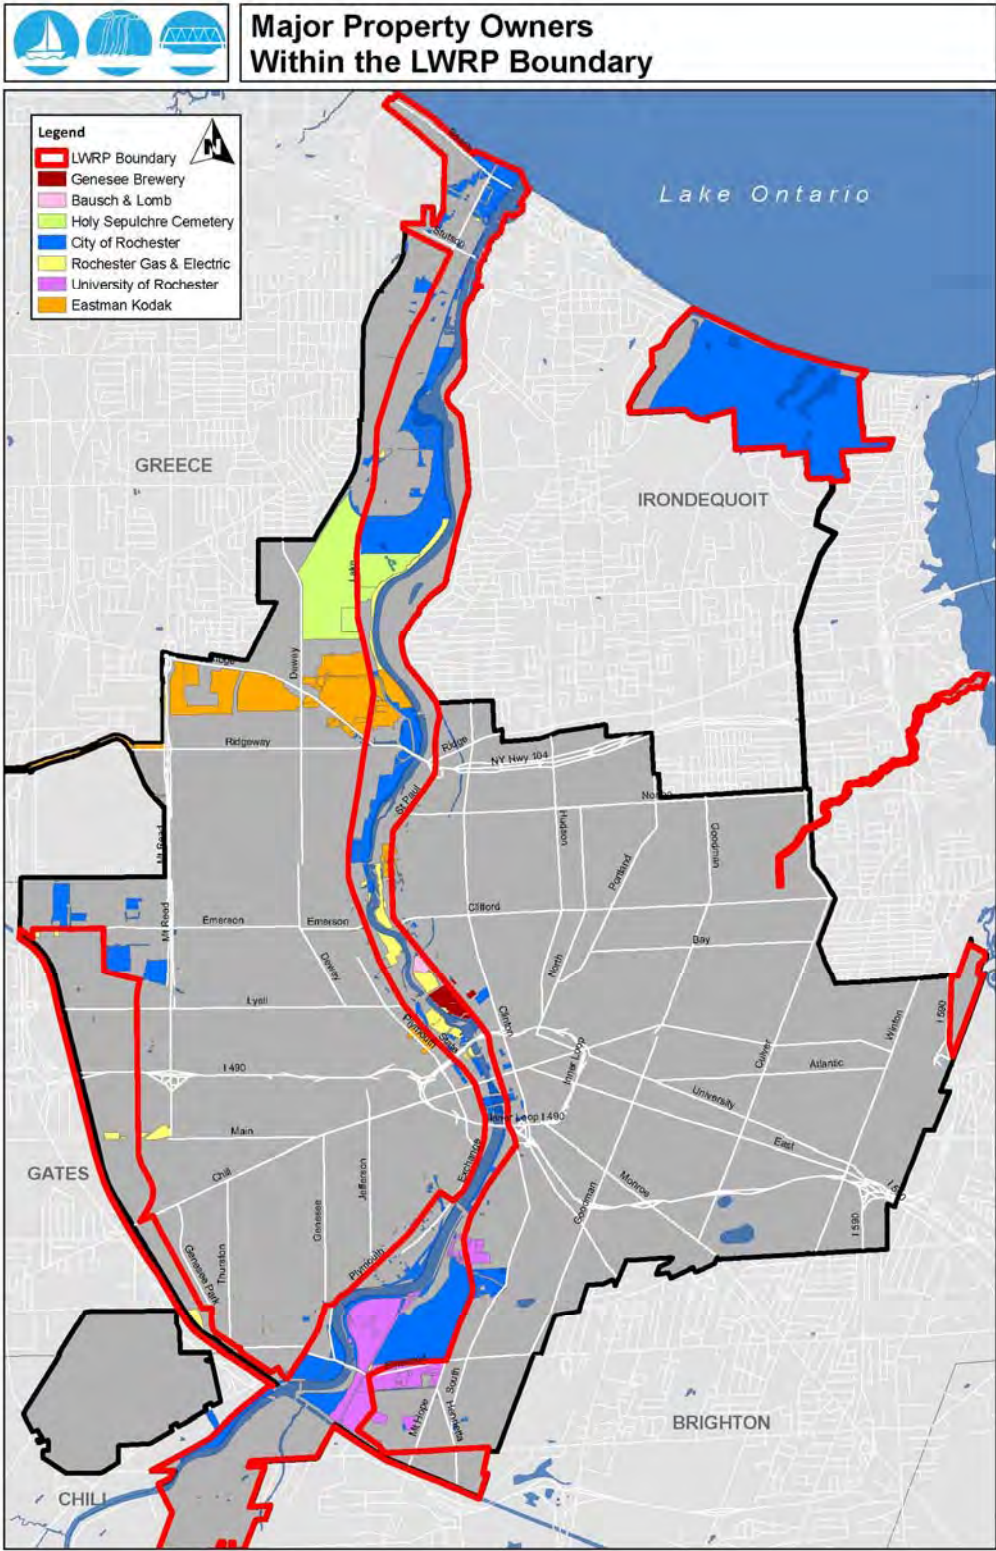 Major Property Owners
Within the LWRP Boundary
Legend
N
LWRP Boundary
Genesee Brewery
Bausch & Lomb
Holy Sepulchre Cemetery
City of Rochester
Rochester Gas & Electric
University of Rochester
Eastman Kodak
Lake Ontario
Stutson
GREECE
IRONDEQUOIT
Lake
Dewey
Ridgeway
Ridge
NY Hwy 104
St Paul
Hudson
Goodman
Portland
Mt Read
Mt Read
Clifford
Emerson
Emerson
Bay
Dewey
North
Lyell
Clinton
Winton
I 590
Plymouth
State
Inner Loop
Culver
Atlantic
I 490
University
Inner Loop I 490
Main
East
GATES
Chili
Exchange
Jefferson
Monroe
Goodman
Genesee
I 590
Thurston
Genesee Park
Plymouth
Elmwood
South
Mt Hope
Henrietta
BRIGHTON
CHILI